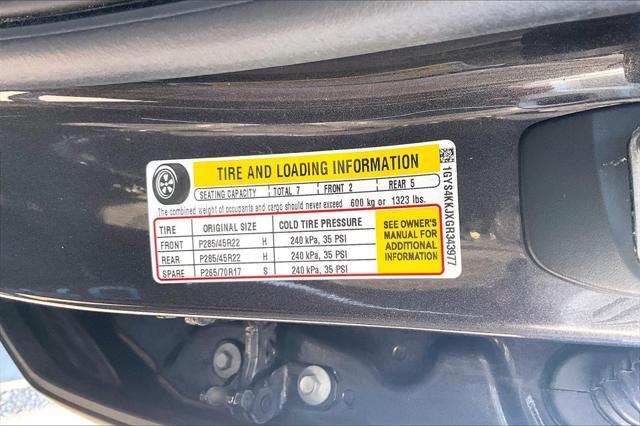 TIRE AND LOADING INFORMATION
SEATING CAPACITY TOTAL 7 FRONT 2 REAR 5
The combined weight of occupants and cargo should never exceed 600 kg or 1323 lbs.
TIRE ORIGINAL SIZE COLD TIRE PRESSURE
FRONT P285/45R22 H 240 kPa, 35 PSI
REAR P285/45R22 H 240 kPa, 35 PSI
SPARE P265/70R17 S 240 kPa, 35 PSI
SEE OWNER'S
MANUAL FOR
ADDITIONAL
INFORMATION
1GYS4KKJXGR343977